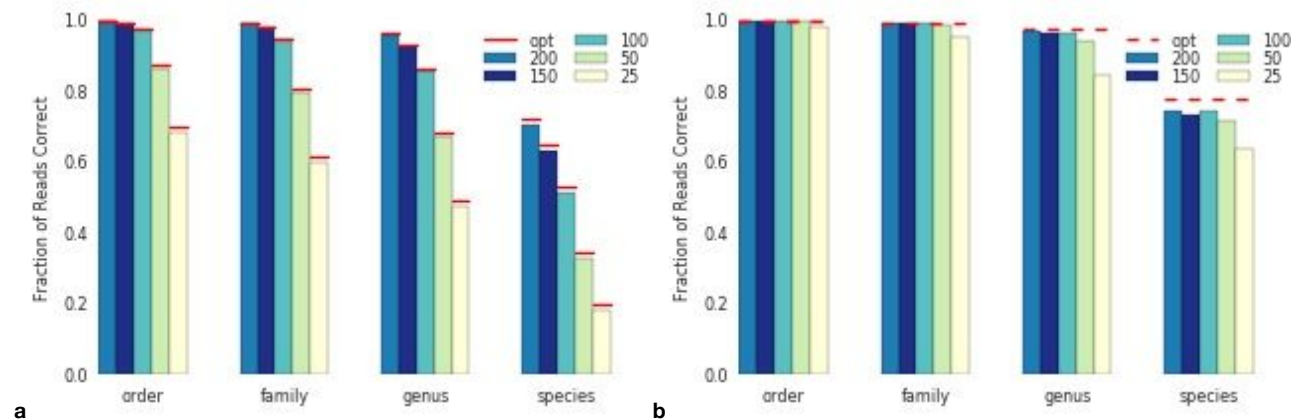 Fraction of Reads Correct
1.0
0.8
0.6
0.4
0.2
0.0
opt 100
200 50
150 25
order family genus species
a
Fraction of Reads Correct
1.0
0.8
0.6
0.4
0.2
0.0
opt 100
200 50
150 25
order family genus species
b